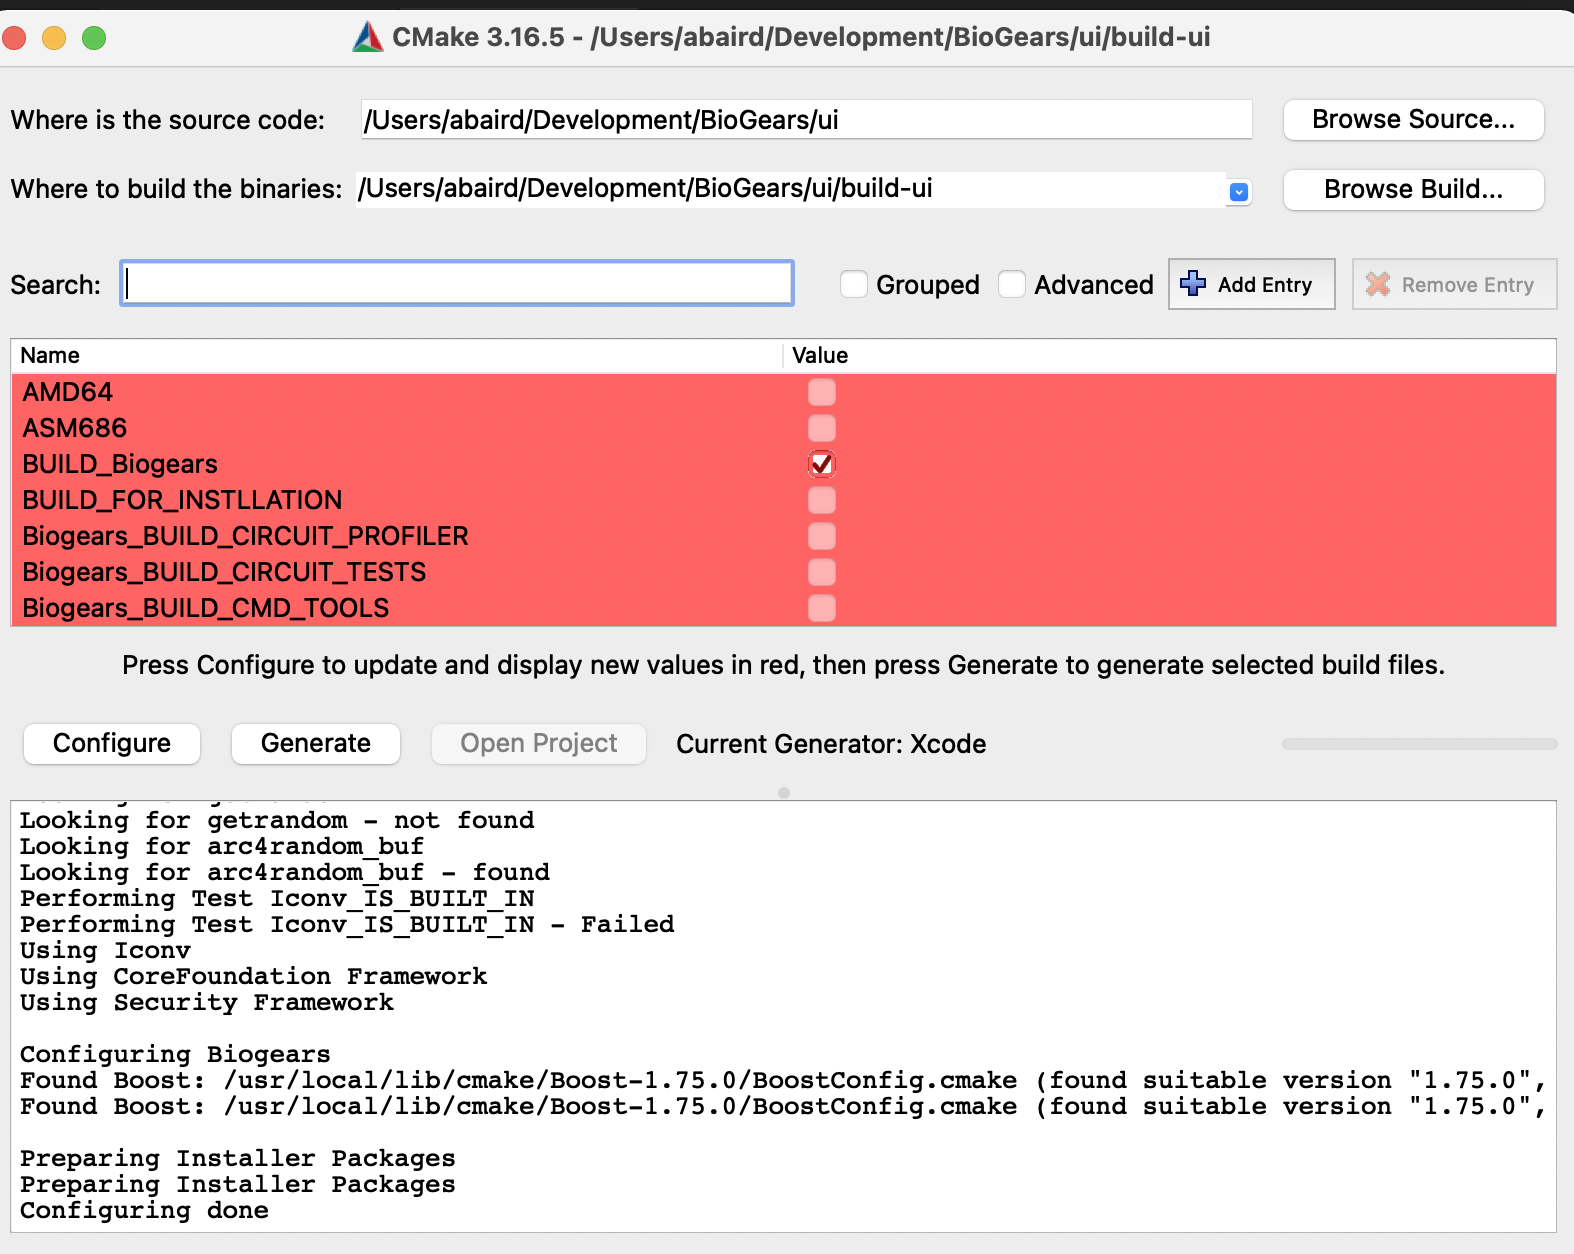 CMake 3.16.5 - /Users/abaird/Development/BioGears/ui/build-ui
Where is the source code: /Users/abaird/Development/BioGears/ui Browse Source...
Where to build the binaries: /Users/abaird/Development/BioGears/ui/build-ui Browse Build...
Search: Grouped Advanced Add Entry Remove Entry
Name Value
AMD64
ASM686
BUILD_Biogears
BUILD_FOR_INSTLLATION
Biogears_BUILD_CIRCUIT_PROFILER
Biogears_BUILD_CIRCUIT_TESTS
Biogears_BUILD_CMD_TOOLS
Press Configure to update and display new values in red, then press Generate to generate selected build files.
Configure Generate Open Project Current Generator: Xcode
Looking for getrandom - not found
Looking for arc4random_buf
Looking for arc4random_buf - found
Performing Test Iconv_IS_BUILT_IN
Performing Test Iconv_IS_BUILT_IN - Failed
Using Iconv
Using CoreFoundation Framework
Using Security Framework
Configuring Biogears
Found Boost: /usr/local/lib/cmake/Boost-1.75.0/BoostConfig.cmake (found suitable version "1.75.0",
Found Boost: /usr/local/lib/cmake/Boost-1.75.0/BoostConfig.cmake (found suitable version "1.75.0",
Preparing Installer Packages
Preparing Installer Packages
Configuring done